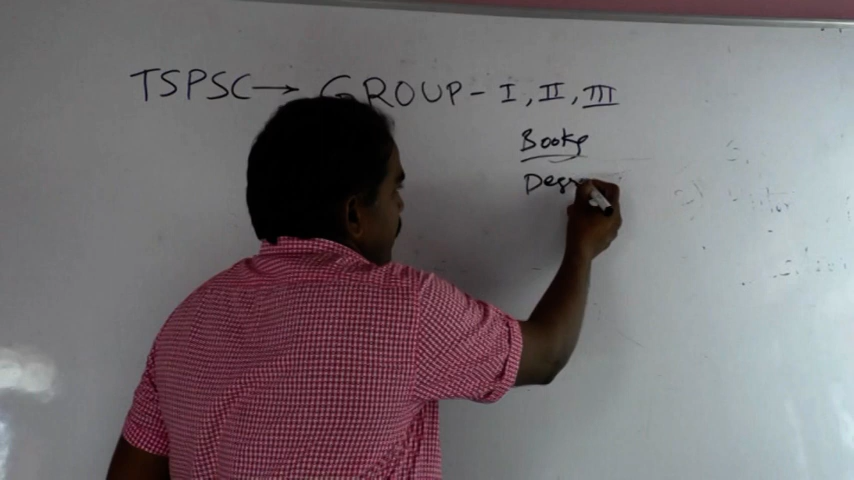 TSPSC → GROUP - I, II, III
Books
Degr